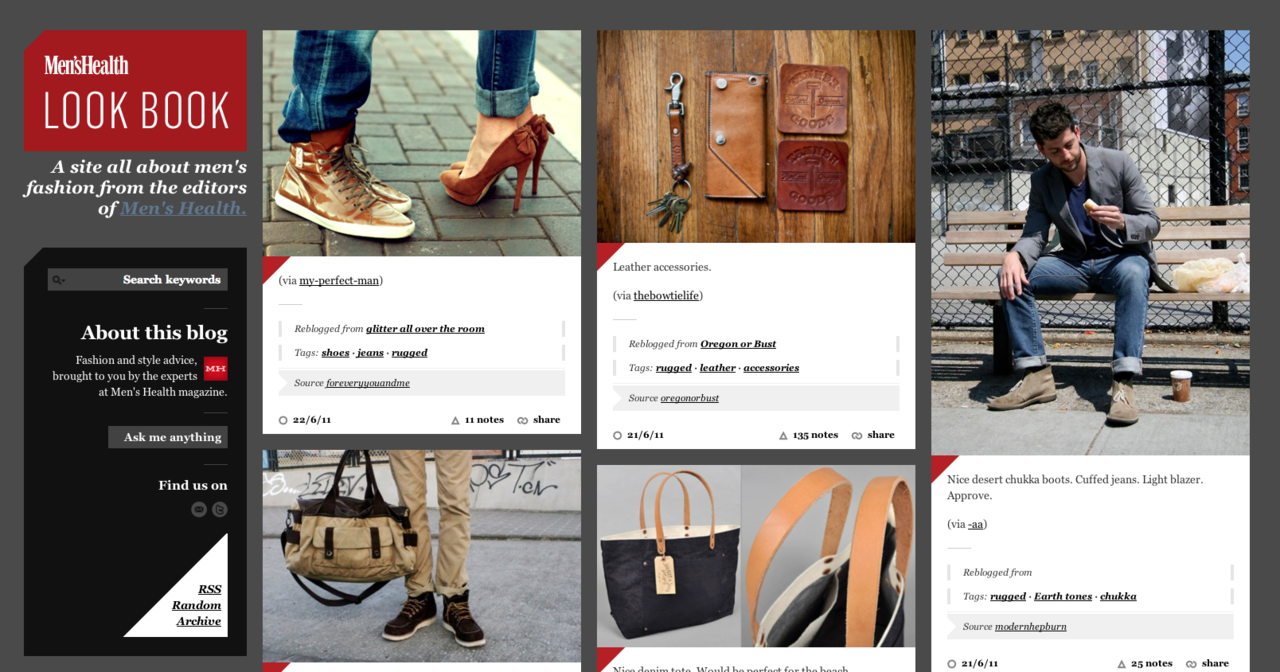 Men'sHealth
LOOK BOOK
A site all about men's
fashion from the editors
of Men's Health.
Search keywords
About this blog
Fashion and style advice,
brought to you by the experts
at Men's Health magazine.
MH
Ask me anything
Find us on
RSS
Random
Archive
(via my-perfect-man)
Reblogged from glitter all over the room
Tags: shoes · jeans · rugged
Source foreveryyouandme
22/6/11
11 notes
share
GOODS
GOODS
Leather accessories.
(via thebowtielife)
Reblogged from Oregon or Bust
Tags: rugged · leather · accessories
Source oregonorbust
21/6/11
135 notes
share
Nice denim tote. Would be perfect for the beach
Nice desert chukka boots. Cuffed jeans. Light blazer.
Approve.
(via -aa)
Reblogged from
Tags: rugged · Earth tones · chukka
Source modernhepburn
21/6/11
25 notes
share